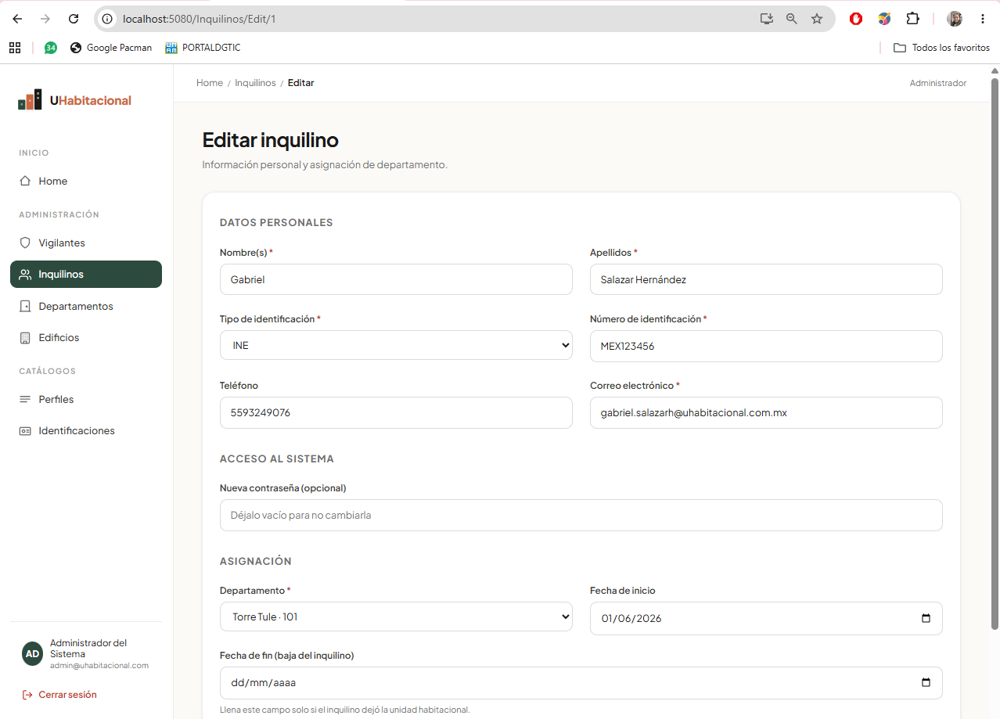 localhost:5080/Inquilinos/Edit/1
34
Google Pacman
PORTALDGTIC
Todos los favoritos
UHabitacional
Home / Inquilinos / Editar
Administrador
INICIO
Home
ADMINISTRACIÓN
Vigilantes
Inquilinos
Departamentos
Edificios
CATÁLOGOS
Perfiles
Identificaciones
AD
Administrador del
Sistema
admin@uhabitacional.com
Cerrar sesión
Editar inquilino
Información personal y asignación de departamento.
DATOS PERSONALES
Nombre(s) *
Apellidos *
Gabriel
Salazar Hernández
Tipo de identificación *
Número de identificación *
INE
MEX123456
Teléfono
Correo electrónico *
5593249076
gabriel.salazarh@uhabitacional.com.mx
ACCESO AL SISTEMA
Nueva contraseña (opcional)
Déjalo vacío para no cambiarla
ASIGNACIÓN
Departamento *
Fecha de inicio
Torre Tule · 101
01/06/2026
Fecha de fin (baja del inquilino)
dd/mm/aaaa
Llena este campo solo si el inquilino dejó la unidad habitacional.